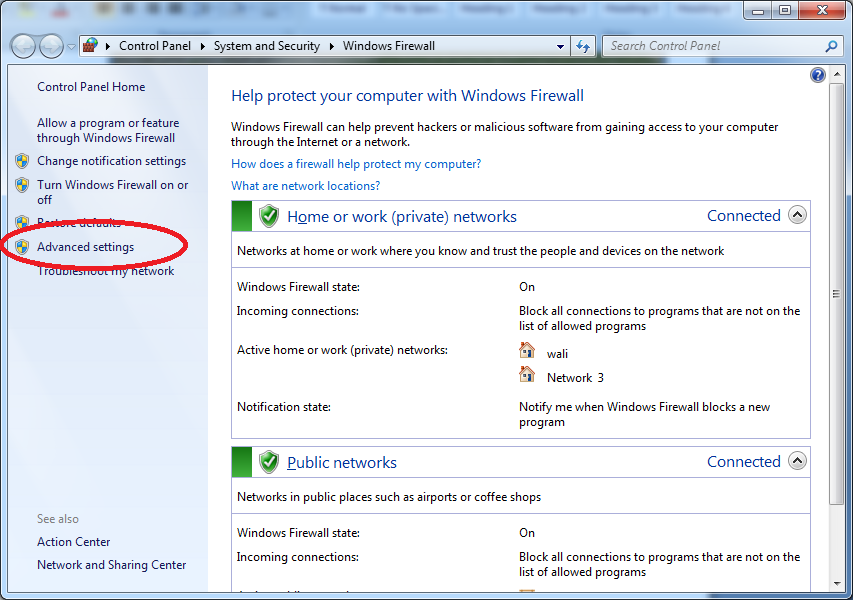 Control Panel
System and Security
Windows Firewall
Search Control Panel
Control Panel Home
Allow a program or feature
through Windows Firewall
Change notification settings
Turn Windows Firewall on or
off
Restore defaults
Advanced settings
Troubleshoot my network
See also
Action Center
Network and Sharing Center
Help protect your computer with Windows Firewall
Windows Firewall can help prevent hackers or malicious software from gaining access to your computer
through the Internet or a network.
How does a firewall help protect my computer?
What are network locations?
Home or work (private) networks Connected
Networks at home or work where you know and trust the people and devices on the network
Windows Firewall state: On
Incoming connections: Block all connections to programs that are not on the
list of allowed programs
Active home or work (private) networks: wali
Network 3
Notification state: Notify me when Windows Firewall blocks a new
program
Public networks Connected
Networks in public places such as airports or coffee shops
Windows Firewall state: On
Incoming connections: Block all connections to programs that are not on the
list of allowed programs